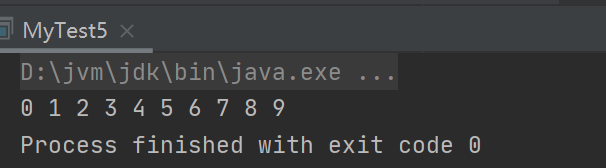 MyTest5
D:\jvm\jdk\bin\java.exe ...
0 1 2 3 4 5 6 7 8 9
Process finished with exit code 0